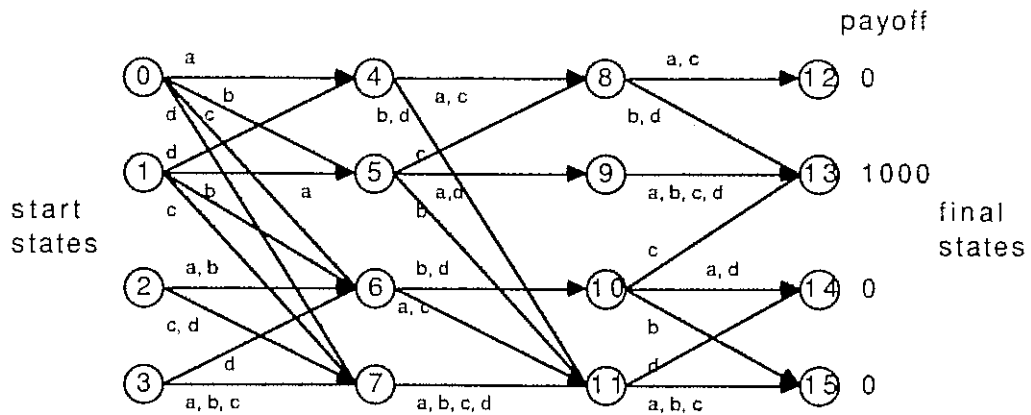 payoff
0 a 4 a, c 8 a, c 12 0
b
d c b, d b, d
d c
1 a 5 a,d 9 a, b, c, d 13 1000
b b
c
start
states
final
states
c
2 a, b 6 b, d 10 a, d 14 0
c, d a, c b
d d
3 a, b, c 7 a, b, c, d 11 a, b, c 15 0